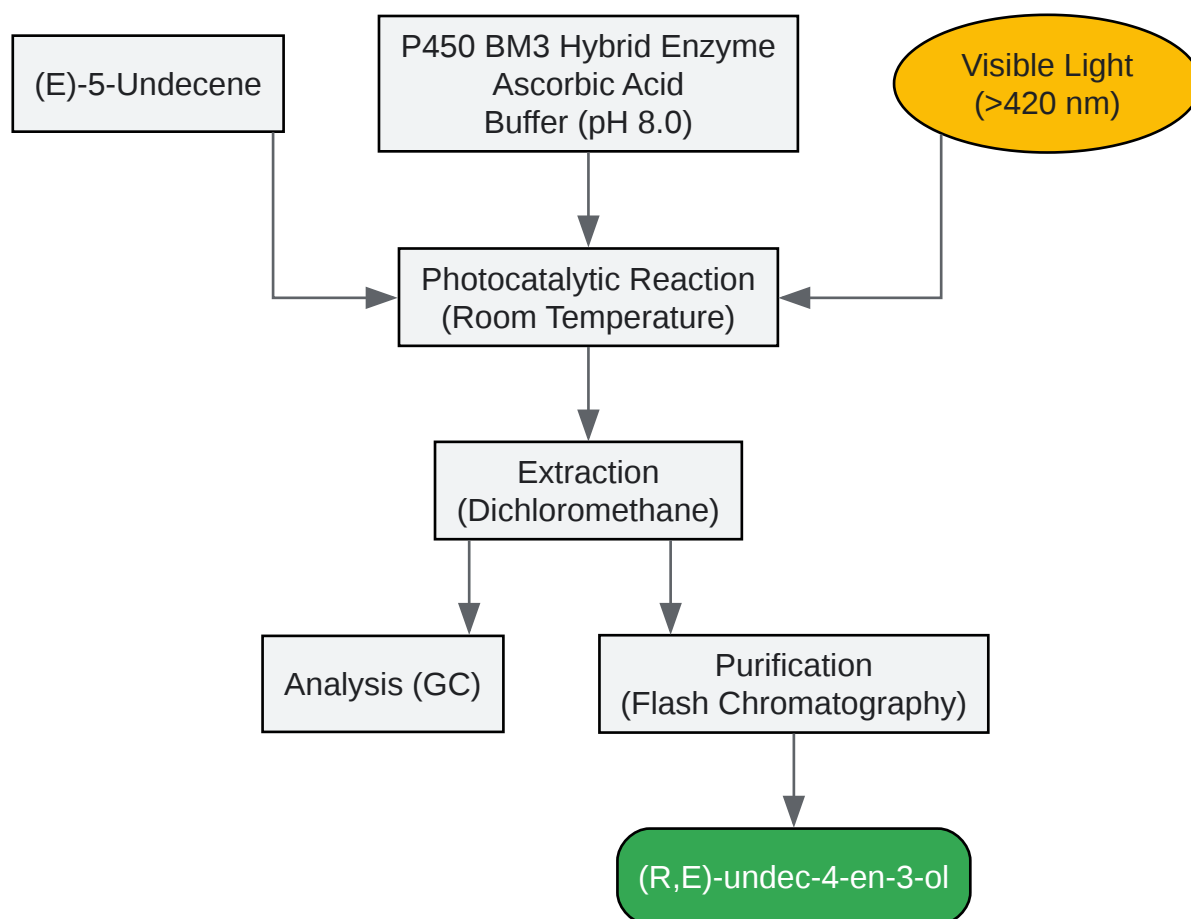 (E)-5-Undecene
P450 BM3 Hybrid Enzyme
Ascorbic Acid
Buffer (pH 8.0)
Visible Light
(>420 nm)
Photocatalytic Reaction
(Room Temperature)
Extraction
(Dichloromethane)
Analysis (GC)
Purification
(Flash Chromatography)
(R,E)-undec-4-en-3-ol